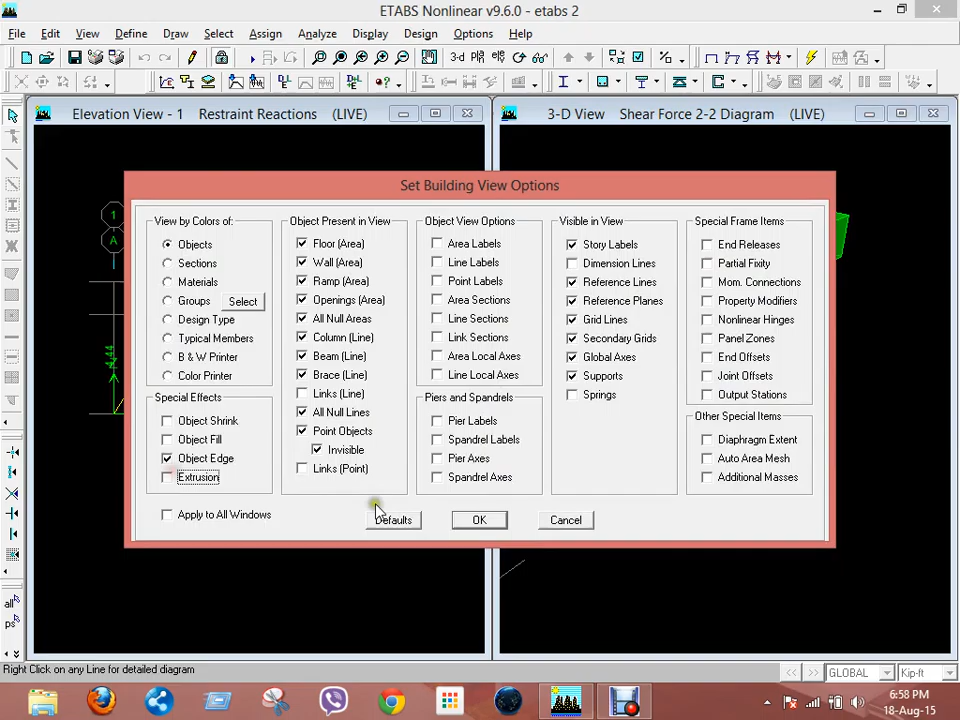 ETABS Nonlinear v9.6.0 - etabs 2
File Edit View Define Draw Select Assign Analyze Display Design Options Help
3-d
Elevation View - 1 Restraint Reactions (LIVE)
3-D View Shear Force 2-2 Diagram (LIVE)
Set Building View Options
View by Colors of:
Objects
Sections
Materials
Groups Select
Design Type
Typical Members
B & W Printer
Color Printer
Special Effects
Object Shrink
Object Fill
Object Edge
Extrusion
Apply to All Windows
Object Present in View
Floor (Area)
Wall (Area)
Ramp (Area)
Openings (Area)
All Null Areas
Column (Line)
Beam (Line)
Brace (Line)
Links (Line)
All Null Lines
Point Objects
Invisible
Links (Point)
Object View Options
Area Labels
Line Labels
Point Labels
Area Sections
Line Sections
Link Sections
Area Local Axes
Line Local Axes
Piers and Spandrels
Pier Labels
Spandrel Labels
Pier Axes
Spandrel Axes
Visible in View
Story Labels
Dimension Lines
Reference Lines
Reference Planes
Grid Lines
Secondary Grids
Global Axes
Supports
Springs
Special Frame Items
End Releases
Partial Fixity
Mom. Connections
Property Modifiers
Nonlinear Hinges
Panel Zones
End Offsets
Joint Offsets
Output Stations
Other Special Items
Diaphragm Extent
Auto Area Mesh
Additional Masses
Defaults OK Cancel
1
A
4.44
Z
all
ps
Right Click on any Line for detailed diagram
GLOBAL Kip-ft
6:58 PM
18-Aug-15